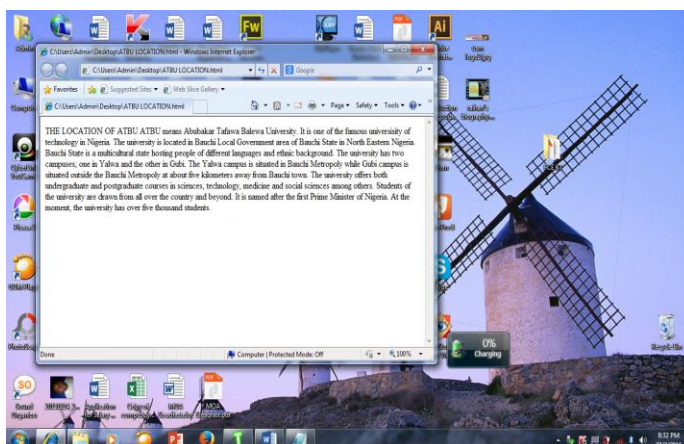 C:\Users\Admin\Desktop\ATBU LOCATION.html - Windows Internet Explorer
C:\Users\Admin\Desktop\ATBU LOCATION.html
Google
Favorites
Suggested Sites
Web Slice Gallery
C:\Users\Admin\Desktop\ATBU LOCATION.html
Page
Safety
Tools
THE LOCATION OF ATBU ATBU means Abubakar Tafawa Balewa University. It is one of the famous univerisity of
technology in Nigeria. The university is located in Bauchi Local Government area of Bauchi State in North Eastern Nigeria.
Bauchi State is a multicultural state hosting people of different languages and ethnic background. The university has two
campuses; one in Yalwa and the other in Gubi. The Yalwa campus is situated in Bauchi Metropoly while Gubi campus is
situated outside the Bauchi Metropoly at about five kilometers away from Bauchi town. The university offers both
undergraduate and postgraduate courses in sciences, technology, medicine and social sciences among others. Students of
the university are drawn from all over the country and beyond. It is named after the first Prime Minister of Nigeria. At the
moment, the university has over five thousand students.
Done
Computer | Protected Mode: Off
100%
0%
Charging
Recycle Bin
Sound
Organizer
8:32 PM